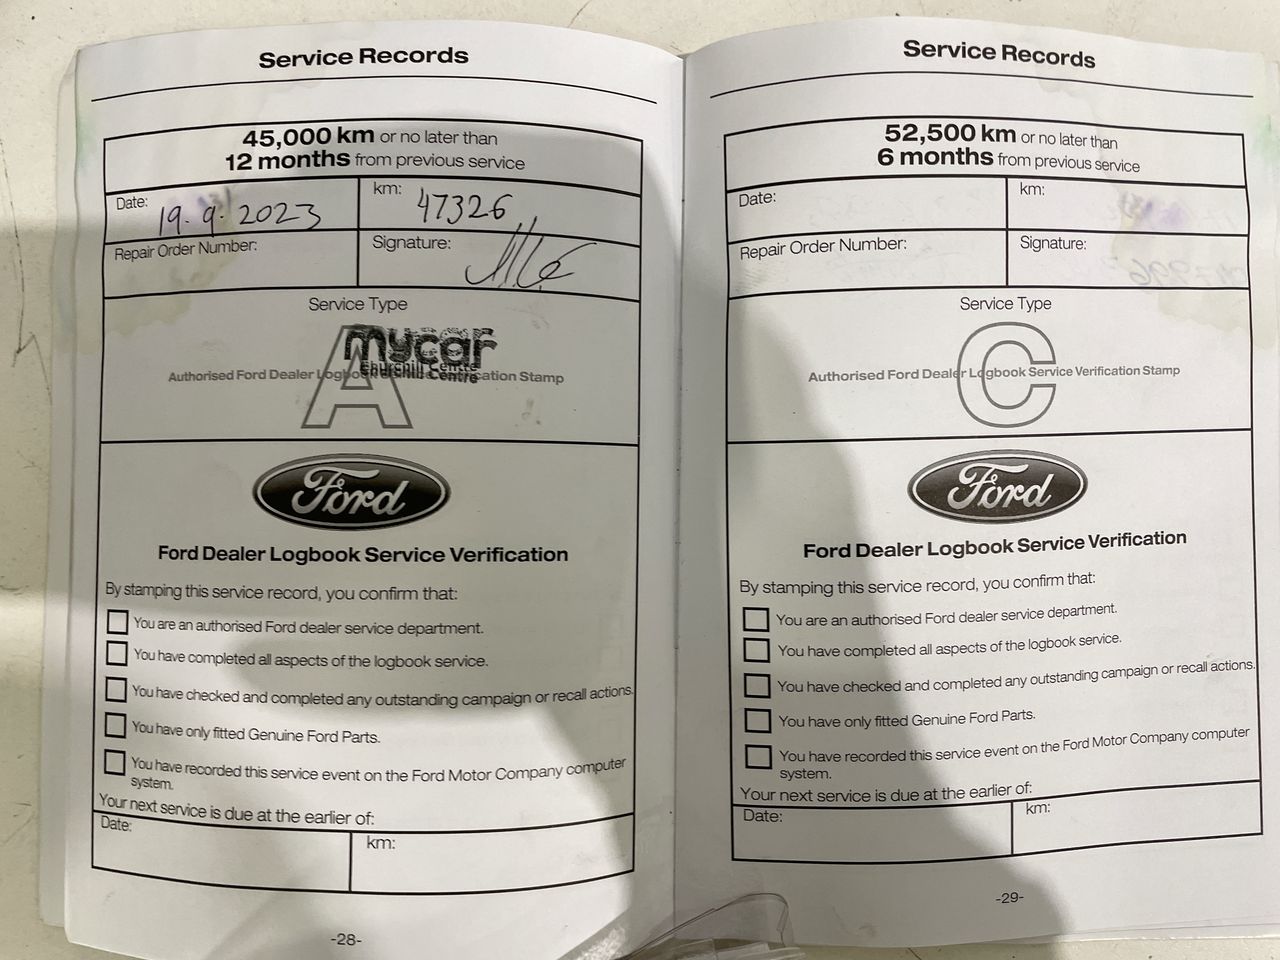 Service Records
45,000 km or no later than
12 months from previous service
Date: 19.9.2023
km: 47326
Repair Order Number:
Signature:
Service Type
A
mycar
Churchill Centre
Authorised Ford Dealer Logbook Service Verification Stamp
Ford
Ford Dealer Logbook Service Verification
By stamping this service record, you confirm that:
You are an authorised Ford dealer service department.
You have completed all aspects of the logbook service.
You have checked and completed any outstanding campaign or recall actions.
You have only fitted Genuine Ford Parts.
You have recorded this service event on the Ford Motor Company computer
system.
Your next service is due at the earlier of:
Date:
km:
-28-
Service Records
52,500 km or no later than
6 months from previous service
Date:
km:
Repair Order Number:
Signature:
Service Type
C
Authorised Ford Dealer Logbook Service Verification Stamp
Ford
Ford Dealer Logbook Service Verification
By stamping this service record, you confirm that:
You are an authorised Ford dealer service department.
You have completed all aspects of the logbook service.
You have checked and completed any outstanding campaign or recall actions.
You have only fitted Genuine Ford Parts.
You have recorded this service event on the Ford Motor Company computer
system.
Your next service is due at the earlier of:
Date:
km:
-29-